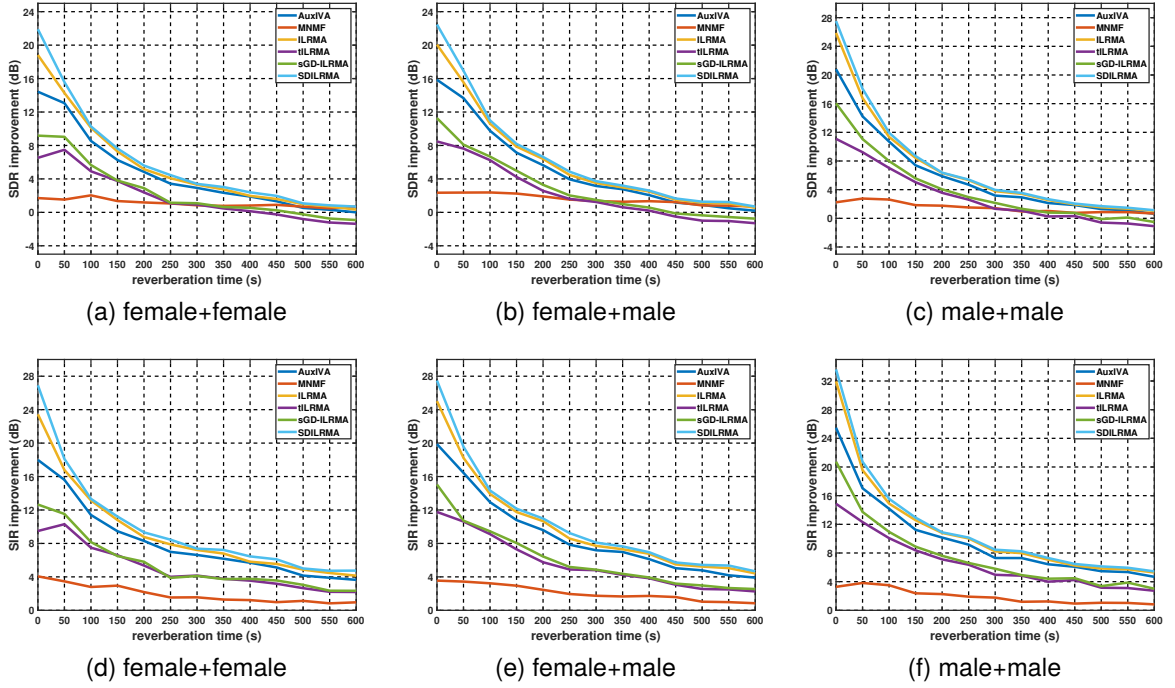 SDR improvement (dB)
24
20
16
12
8
4
0
-4
AuxIVA
MNMF
ILRMA
tILRMA
sGD-ILRMA
SDILRMA
0 50 100 150 200 250 300 350 400 450 500 550 600
reverberation time (s)
(a) female+female
SDR improvement (dB)
24
20
16
12
8
4
0
-4
AuxIVA
MNMF
ILRMA
tILRMA
sGD-ILRMA
SDILRMA
0 50 100 150 200 250 300 350 400 450 500 550 600
reverberation time (s)
(b) female+male
SDR improvement (dB)
28
24
20
16
12
8
4
0
-4
AuxIVA
MNMF
ILRMA
tILRMA
sGD-ILRMA
SDILRMA
0 50 100 150 200 250 300 350 400 450 500 550 600
reverberation time (s)
(c) male+male
SIR improvement (dB)
28
24
20
16
12
8
4
0
AuxIVA
MNMF
ILRMA
tILRMA
sGD-ILRMA
SDILRMA
0 50 100 150 200 250 300 350 400 450 500 550 600
reverberation time (s)
(d) female+female
SIR improvement (dB)
28
24
20
16
12
8
4
0
AuxIVA
MNMF
ILRMA
tILRMA
sGD-ILRMA
SDILRMA
0 50 100 150 200 250 300 350 400 450 500 550 600
reverberation time (s)
(e) female+male
SIR improvement (dB)
32
28
24
20
16
12
8
4
0
AuxIVA
MNMF
ILRMA
tILRMA
sGD-ILRMA
SDILRMA
0 50 100 150 200 250 300 350 400 450 500 550 600
reverberation time (s)
(f) male+male